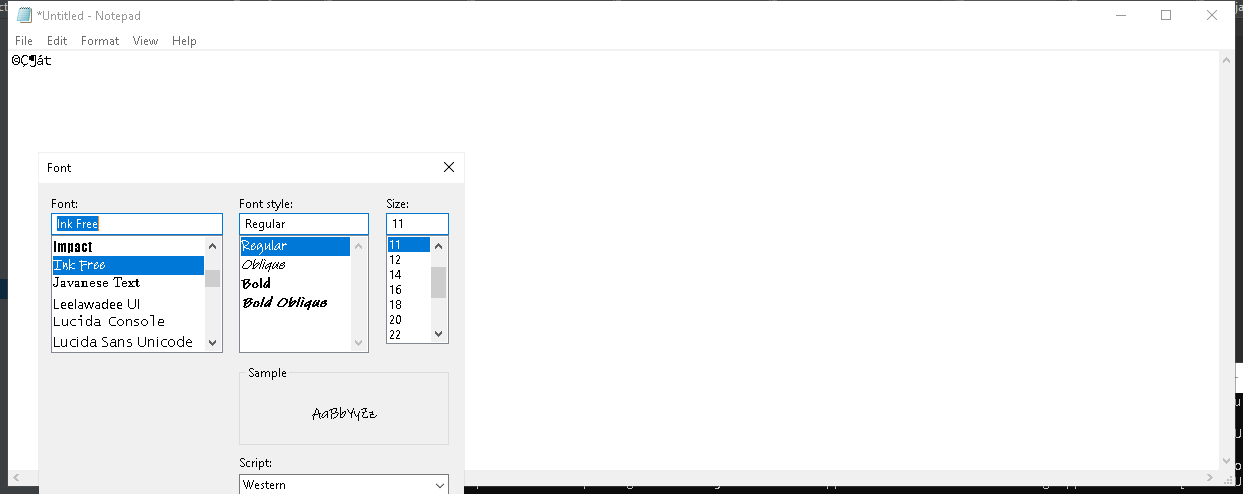 *Untitled - Notepad
File Edit Format View Help
©Ç¶át
Font
Font: Font style: Size:
Ink Free Regular 11
Impact Regular 11
Ink Free Oblique 12
Javanese Text Bold 14
Leelawadee UI Bold Oblique 16
Lucida Console 18
Lucida Sans Unicode 20
22
Sample
AaBbYyZz
Script:
Western